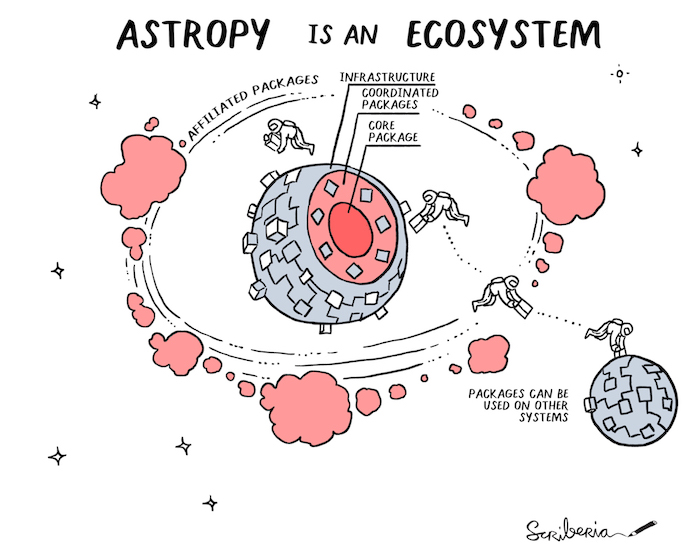 ASTROPY IS AN ECOSYSTEM
AFFILIATED PACKAGES
INFRASTRUCTURE
COORDINATED
PACKAGES
CORE
PACKAGE
PACKAGES CAN BE
USED ON OTHER
SYSTEMS
Scriberia